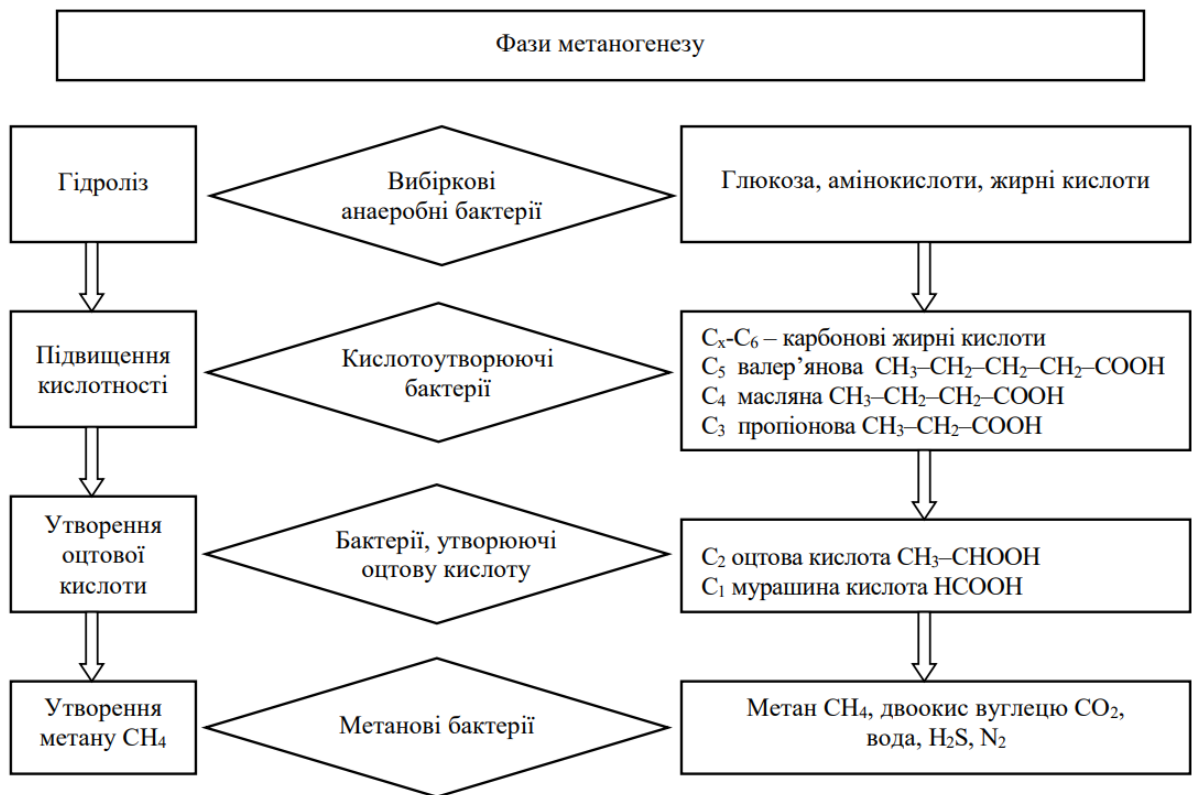 Фази метаногенезу
Гідроліз
Вибіркові
анаеробні бактерії
Глюкоза, амінокислоти, жирні кислоти
Підвищення
кислотності
Кислотоутворюючі
бактерії
Cₓ-C₆ – карбонові жирні кислоти
C₅ валер’янова CH₃–CH₂–CH₂–CH₂–COOH
C₄ масляна CH₃–CH₂–CH₂–COOH
C₃ пропіонова CH₃–CH₂–COOH
Утворення
оцтової
кислоти
Бактерії, утворюючі
оцтову кислоту
C₂ оцтова кислота CH₃–CHOOH
C₁ мурашина кислота HCOOH
Утворення
метану CH₄
Метанові бактерії
Метан CH₄, двоокис вуглецю CO₂,
вода, H₂S, N₂